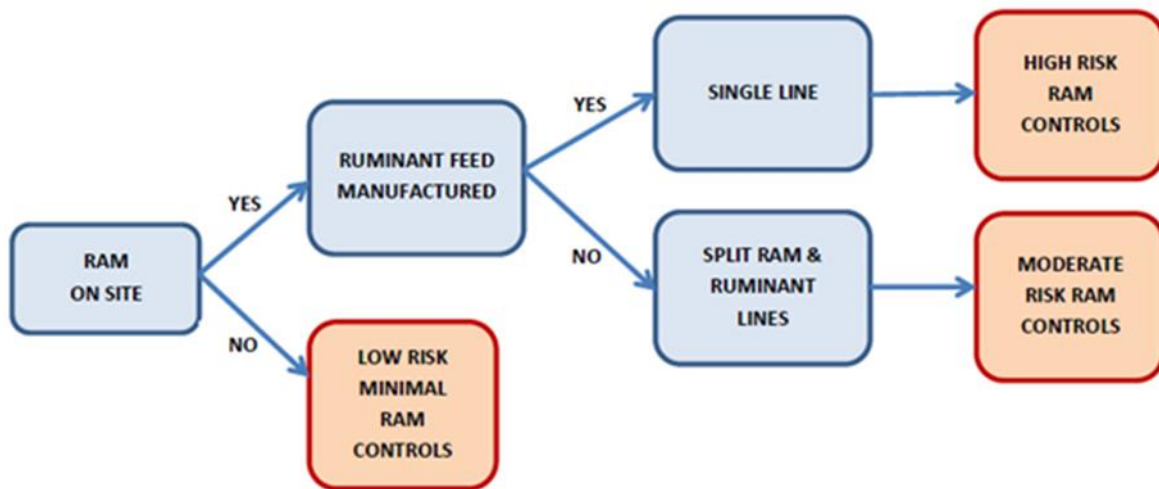 RAM
ON SITE
YES
NO
RUMINANT FEED
MANUFACTURED
LOW RISK
MINIMAL
RAM
CONTROLS
YES
NO
SINGLE LINE
SPLIT RAM &
RUMINANT
LINES
HIGH RISK
RAM
CONTROLS
MODERATE
RISK RAM
CONTROLS